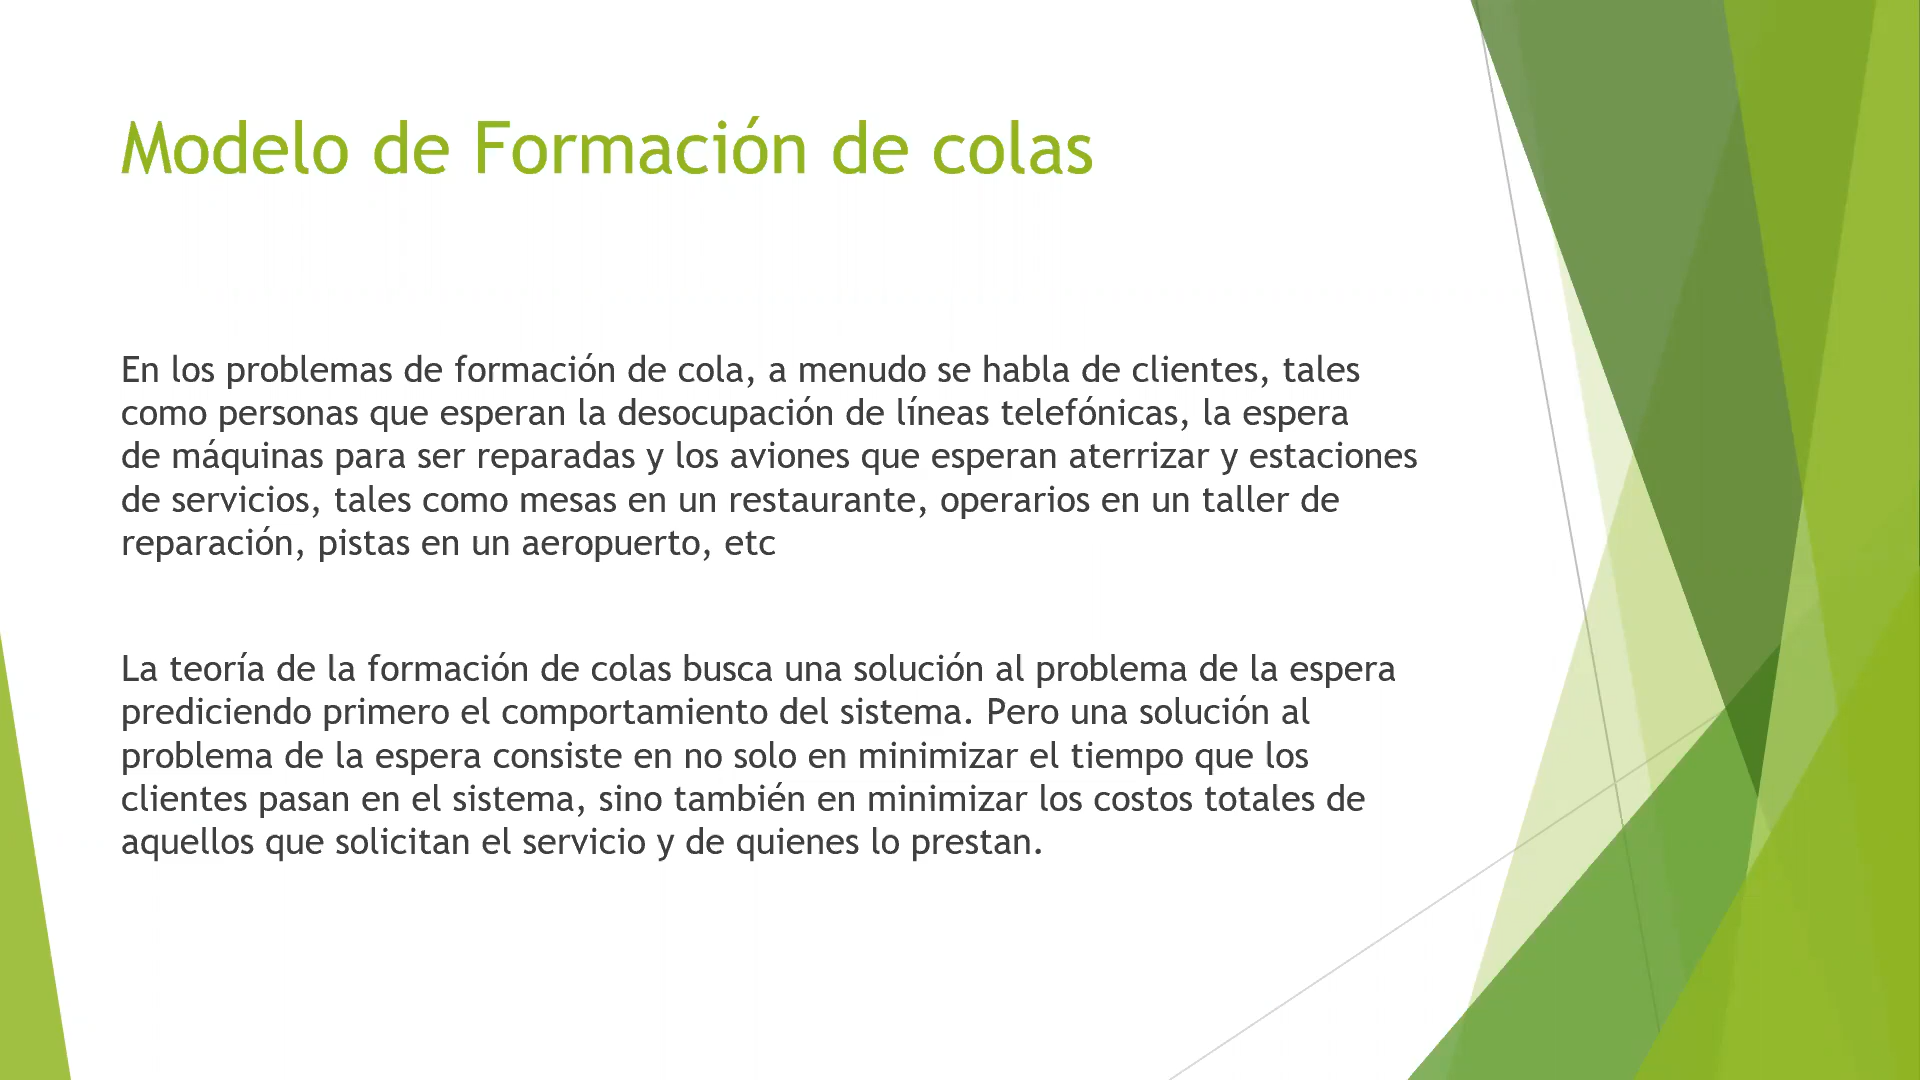 Modelo de Formación de colas
En los problemas de formación de cola, a menudo se habla de clientes, tales
como personas que esperan la desocupación de líneas telefónicas, la espera
de máquinas para ser reparadas y los aviones que esperan aterrizar y estaciones
de servicios, tales como mesas en un restaurante, operarios en un taller de
reparación, pistas en un aeropuerto, etc
La teoría de la formación de colas busca una solución al problema de la espera
prediciendo primero el comportamiento del sistema. Pero una solución al
problema de la espera consiste en no solo en minimizar el tiempo que los
clientes pasan en el sistema, sino también en minimizar los costos totales de
aquellos que solicitan el servicio y de quienes lo prestan.